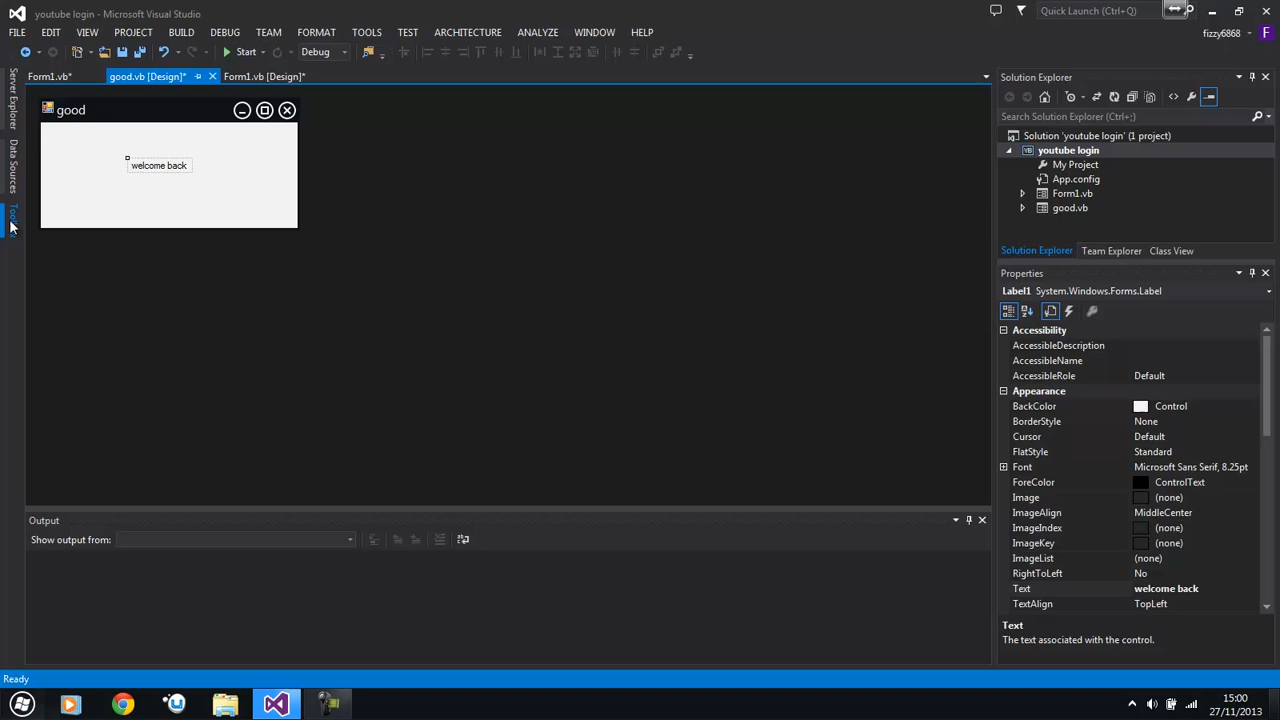 youtube login - Microsoft Visual Studio
Quick Launch (Ctrl+Q)
FILE EDIT VIEW PROJECT BUILD DEBUG TEAM FORMAT TOOLS TEST ARCHITECTURE ANALYZE WINDOW HELP
fizzy6868 F
Start Debug
Form1.vb* good.vb [Design]* Form1.vb [Design]*
Server Explorer
Data Sources
good
welcome back
Solution Explorer
Search Solution Explorer (Ctrl+;)
Solution 'youtube login' (1 project)
VB youtube login
My Project
App.config
Form1.vb
good.vb
Solution Explorer Team Explorer Class View
Properties
Label1 System.Windows.Forms.Label
Accessibility
AccessibleDescription
AccessibleName
AccessibleRole Default
Appearance
BackColor Control
BorderStyle None
Cursor Default
FlatStyle Standard
Font Microsoft Sans Serif, 8.25pt
ForeColor ControlText
Image (none)
ImageAlign MiddleCenter
ImageIndex (none)
ImageKey (none)
ImageList (none)
RightToLeft No
Text welcome back
TextAlign TopLeft
Text
The text associated with the control.
Output
Show output from:
Ready
15:00
27/11/2013